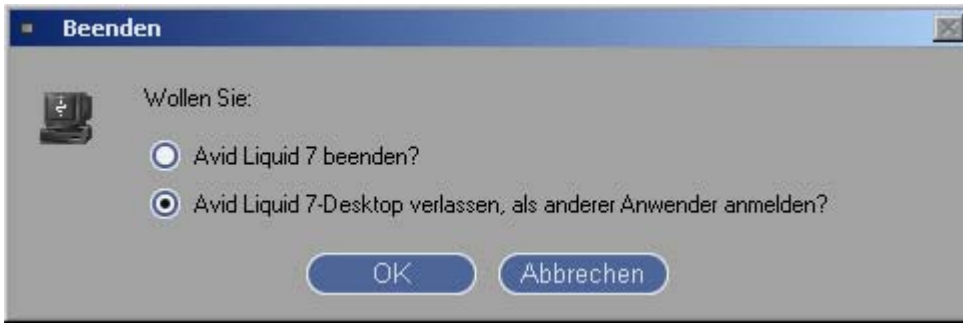 Beenden
Wollen Sie:
Avid Liquid 7 beenden?
Avid Liquid 7-Desktop verlassen, als anderer Anwender anmelden?
OK Abbrechen